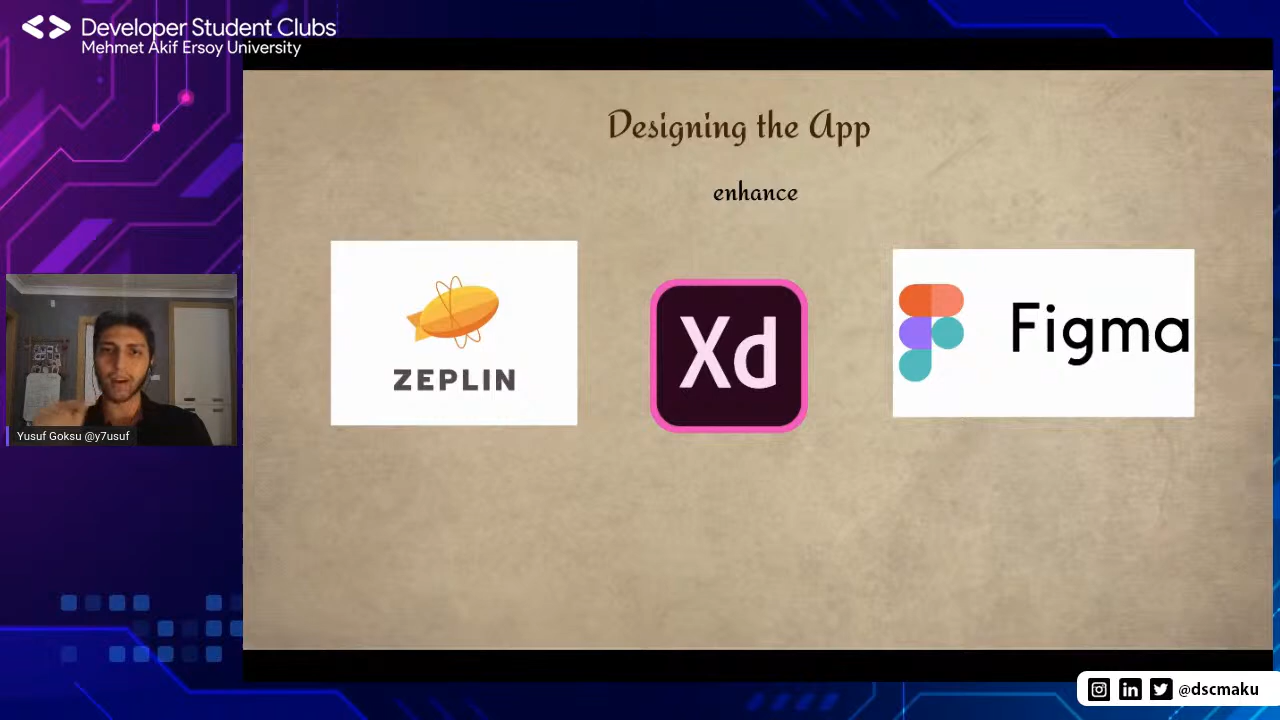 Developer Student Clubs
Mehmet Akif Ersoy University
Designing the App
enhance
ZEPLIN
Xd
Figma
Yusuf Goksu @y7usuf
@dscmaku